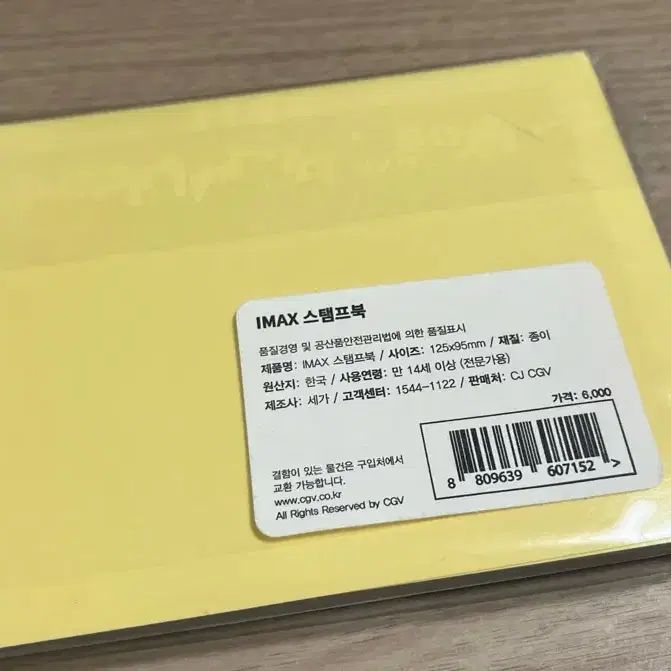 IMAX 스탬프북
품질경영 및 공산품안전관리법에 의한 품질표시
제품명: IMAX 스탬프북 / 사이즈: 125x95mm / 재질: 종이
원산지: 한국 / 사용연령: 만 14세 이상 (전문가용)
제조사: 세가 / 고객센터: 1544-1122 / 판매처: CJ CGV
가격: 6,000
결함이 있는 물건은 구입처에서
교환 가능합니다.
www.cgv.co.kr
All Rights Reserved by CGV
8 809639 607152 >